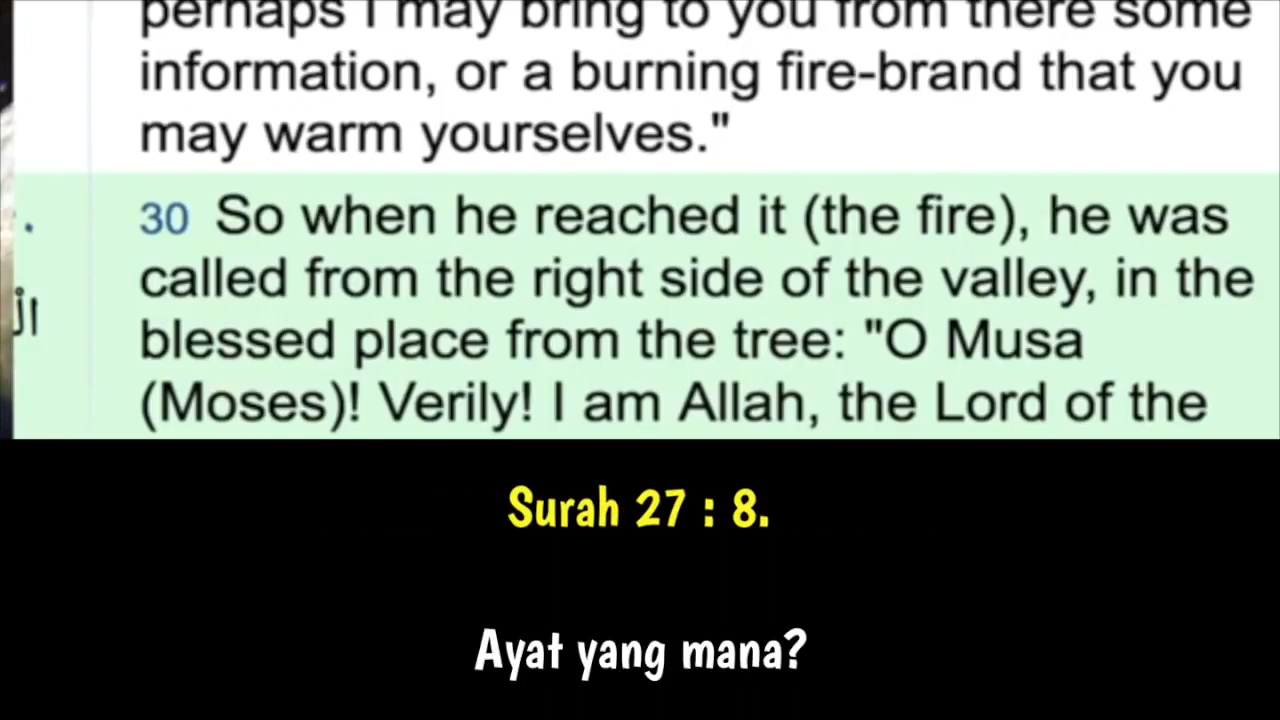 perhaps I may bring to you from there some
information, or a burning fire-brand that you
may warm yourselves."
30 So when he reached it (the fire), he was
called from the right side of the valley, in the
blessed place from the tree: "O Musa
(Moses)! Verily! I am Allah, the Lord of the
Surah 27 : 8.
Ayat yang mana?